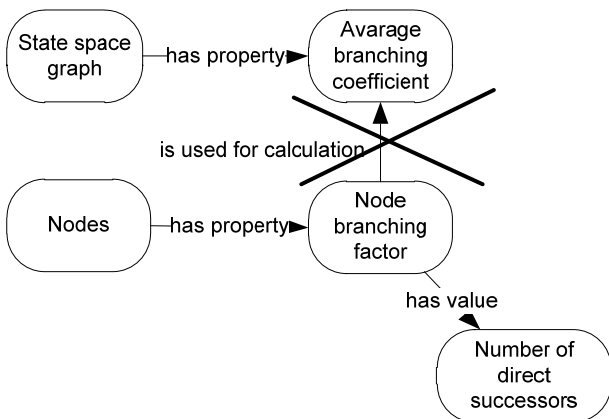 State space
graph
has property
Avarage
branching
coefficient
is used for calculation
Nodes
has property
Node
branching
factor
has value
Number of
direct
successors